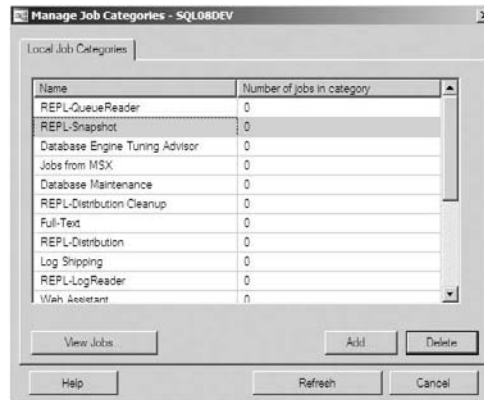 Manage Job Categories - SQL08DEV
Local Job Categories
Name Number of jobs in category
REPL-QueueReader 0
REPL-Snapshot 0
Database Engine Tuning Advisor 0
Jobs from MSX 0
Database Maintenance 0
REPL-Distribution Cleanup 0
Full-Text 0
REPL-Distribution 0
Log Shipping 0
REPL-LogReader 0
Web Assistant 0
View Jobs... Add Delete
Help Refresh Cancel